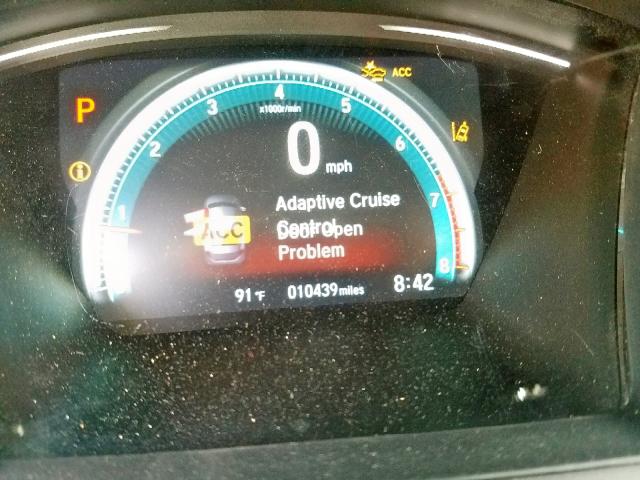 ACC
P
1
2
3
4
5
6
7
8
x1000r/min
0 mph
Adaptive Cruise
Control
Door Open
Problem
ACC
i
91°F 010439 miles 8:42